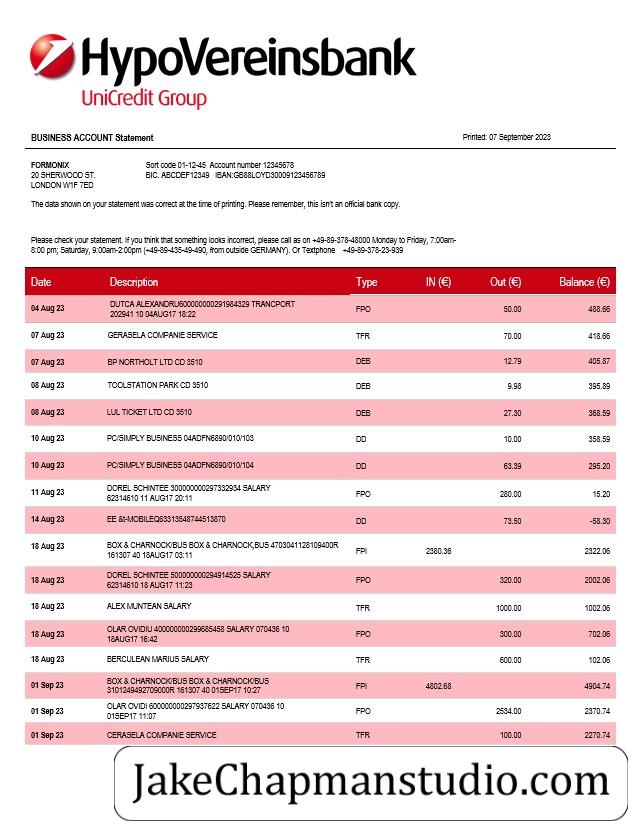 HypoVereinsbank
UniCredit Group
BUSINESS ACCOUNT Statement Printed: 07 September 2023
FORMONIX Sort code 01-12-45 Account number 12345678
20 SHERWOOD ST. BIC. ABCDEF12349 IBAN:GB88LOYD30009123456789
LONDON W1F 7ED
The data shown on your statement was correct at the time of printing. Please remember, this isn't an official bank copy.
Please check your statement. If you think that something looks incorrect, please call as on +49-89-378-48000 Monday to Friday, 7:00am-
8:00 pm; Saturday, 9:00am-2:00pm (+49-89-435-49-490, from outside GERMANY). Or Textphone +49-89-378-23-939
Date Description Type IN (€) Out (€) Balance (€)
04 Aug 23 DUTCA ALEXANDRU600000000291984329 TRANCPORT
202941 10 04AUG17 18:22 FPO 50.00 488.66
07 Aug 23 GERASELA COMPANIE SERVICE TFR 70.00 418.66
07 Aug 23 BP NORTHOLT LTD CD 3510 DEB 12.79 405.87
08 Aug 23 TOOLSTATION PARK CD 3510 DEB 9.98 395.89
08 Aug 23 LUL TICKET LTD CD 3510 DEB 27.30 368.59
10 Aug 23 PC/SIMPLY BUSINESS 04ADFN6890/010/103 DD 10.00 358.59
10 Aug 23 PC/SIMPLY BUSINESS 04ADFN6890/010/104 DD 63.39 295.20
11 Aug 23 DOREL SCHINTEE 300000000297332934 SALARY
62314610 11 AUG17 20:11 FPO 280.00 15.20
14 Aug 23 EE &t-MOBILEQ63313548744513870 DD 73.50 -58.30
18 Aug 23 BOX & CHARNOCK/BUS BOX & CHARNOCK,BUS 4703041128109400R
161307 40 18AUG17 03:11 FPI 2380.36 2322.06
18 Aug 23 DOREL SCHINTEE 500000000294914525 SALARY
62314610 18 AUG17 11:23 FPO 320.00 2002.06
18 Aug 23 ALEX MUNTEAN SALARY TFR 1000.00 1002.06
18 Aug 23 OLAR OVIDIU 400000000299685458 SALARY 070436 10
18AUG17 16:42 FPO 300.00 702.06
18 Aug 23 BERCULEAN MARIUS SALARY TFR 600.00 102.06
01 Sep 23 BOX & CHARNOCK/BUS BOX & CHARNOCK/BUS
3101249492709000R 161307 40 01SEP17 10:27 FPI 4802.68 4904.74
01 Sep 23 OLAR OVIDI 600000000297937622 SALARY 070436 10
01SEP17 11:07 FPO 2534.00 2370.74
01 Sep 23 CERASELA COMPANIE SERVICE TFR 100.00 2270.74
JakeChapmanstudio.com